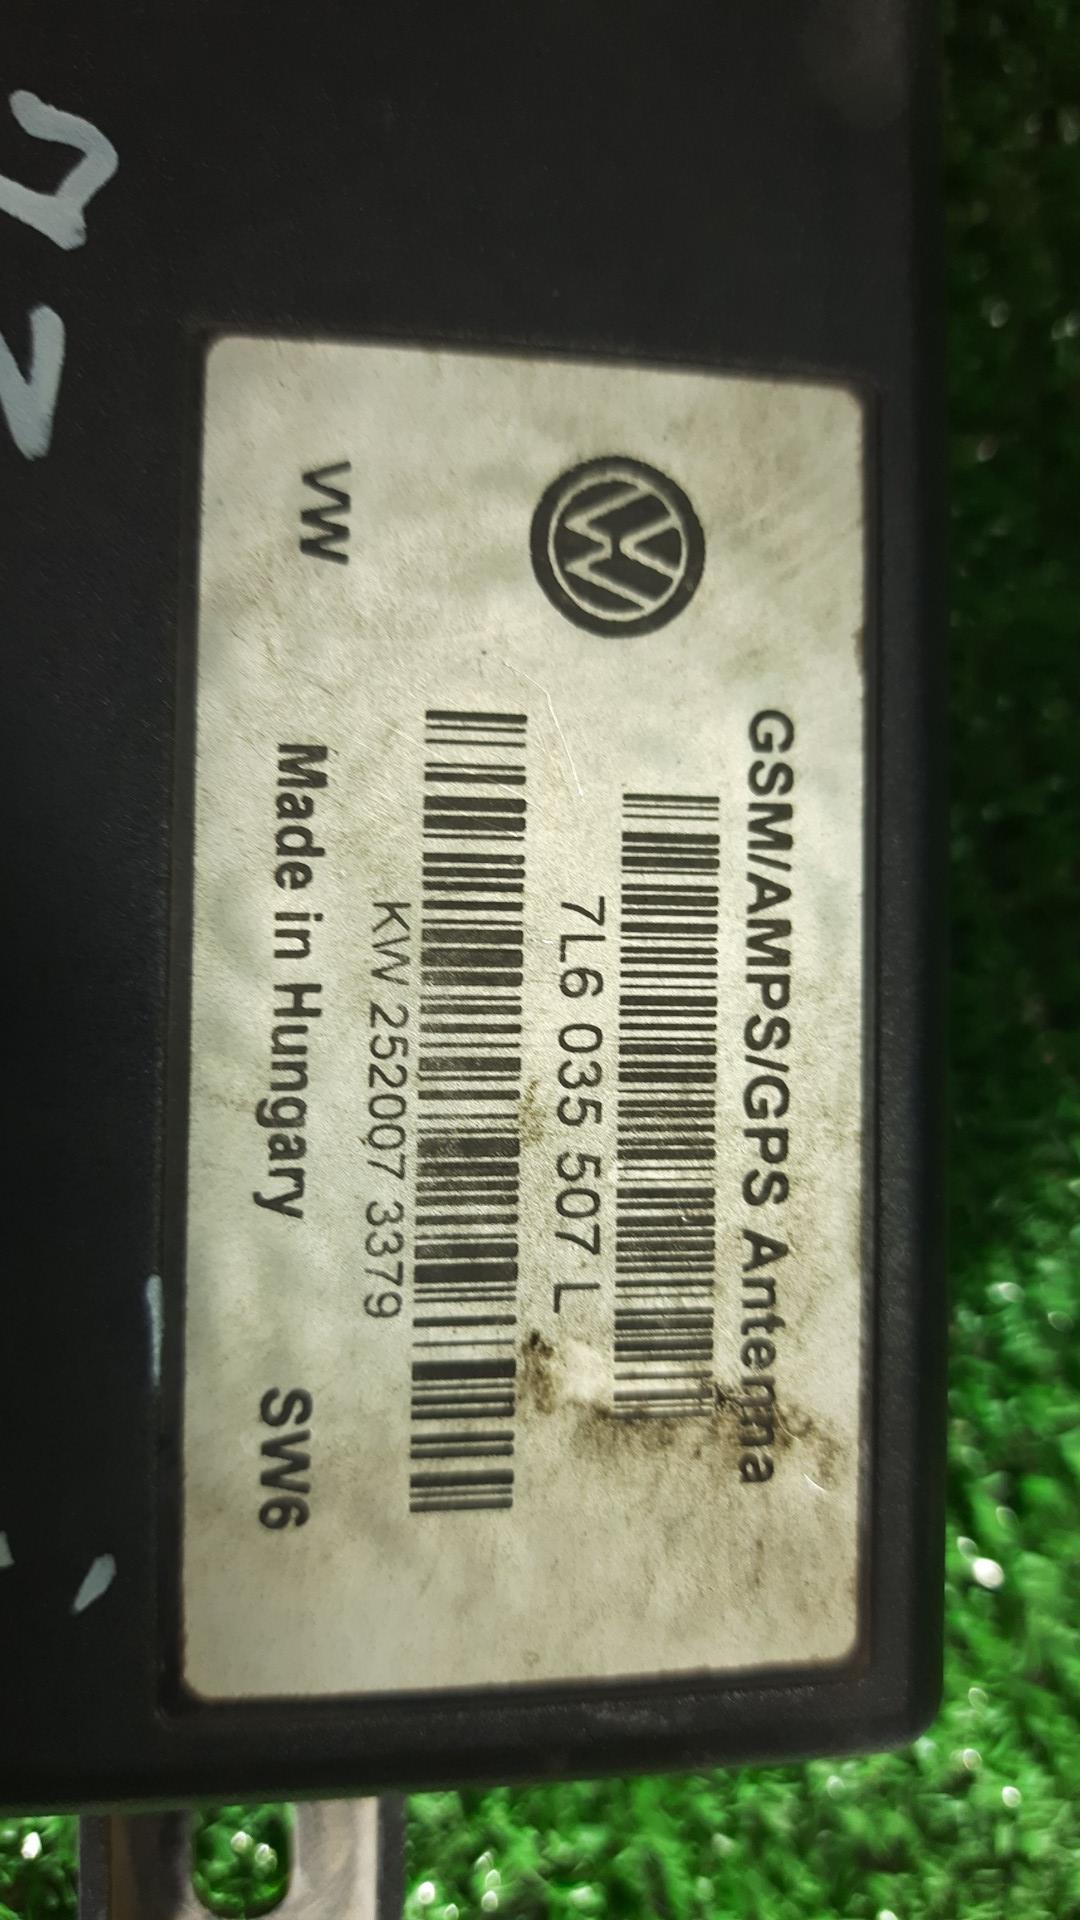 GSM/AMPS/GPS Antenna
7L6 035 507 L
KW 252007 3379
VW Made in Hungary SW6